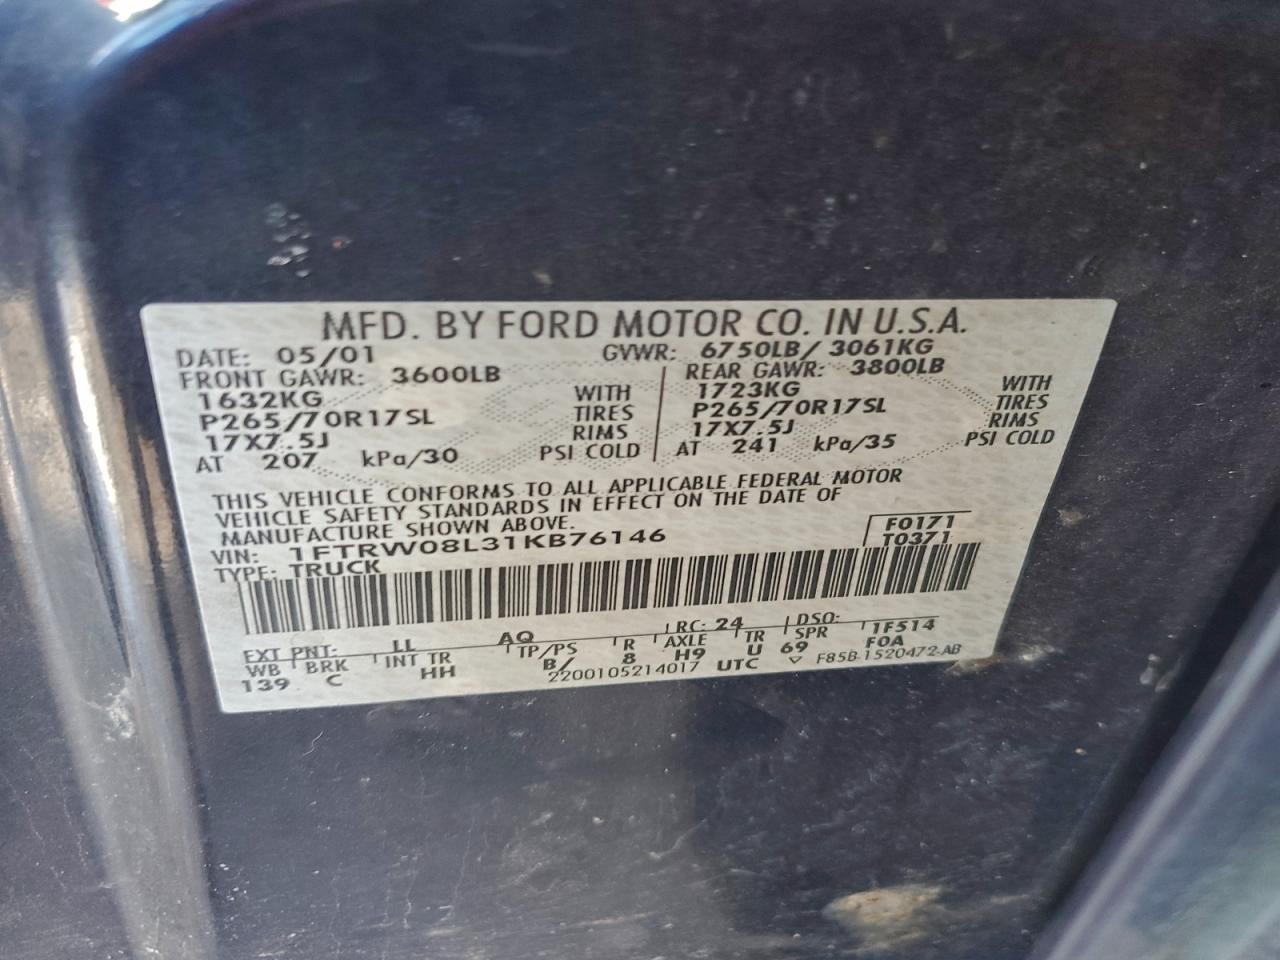 MFD. BY FORD MOTOR CO. IN U.S.A.
DATE: 05/01 GVWR: 6750LB/ 3061KG
FRONT GAWR: 3600LB REAR GAWR: 3800LB
1632KG WITH 1723KG WITH
P265/70R17SL TIRES P265/70R17SL TIRES
17X7.5J RIMS 17X7.5J RIMS
AT 207 kPa/30 PSI COLD AT 241 kPa/35 PSI COLD
THIS VEHICLE CONFORMS TO ALL APPLICABLE FEDERAL MOTOR
VEHICLE SAFETY STANDARDS IN EFFECT ON THE DATE OF
MANUFACTURE SHOWN ABOVE.
VIN: 1FTRW08L31KB76146 F0171
TYPE: TRUCK T0371
EXT PNT: LL AQ RC: 24 DSO: 1F514
WB BRK INT TR TP/PS R AXLE TR SPR F0A
139 C HH B/ 8 H9 U 69
2200105214017 UTC ▽ F85B-1520472-AB